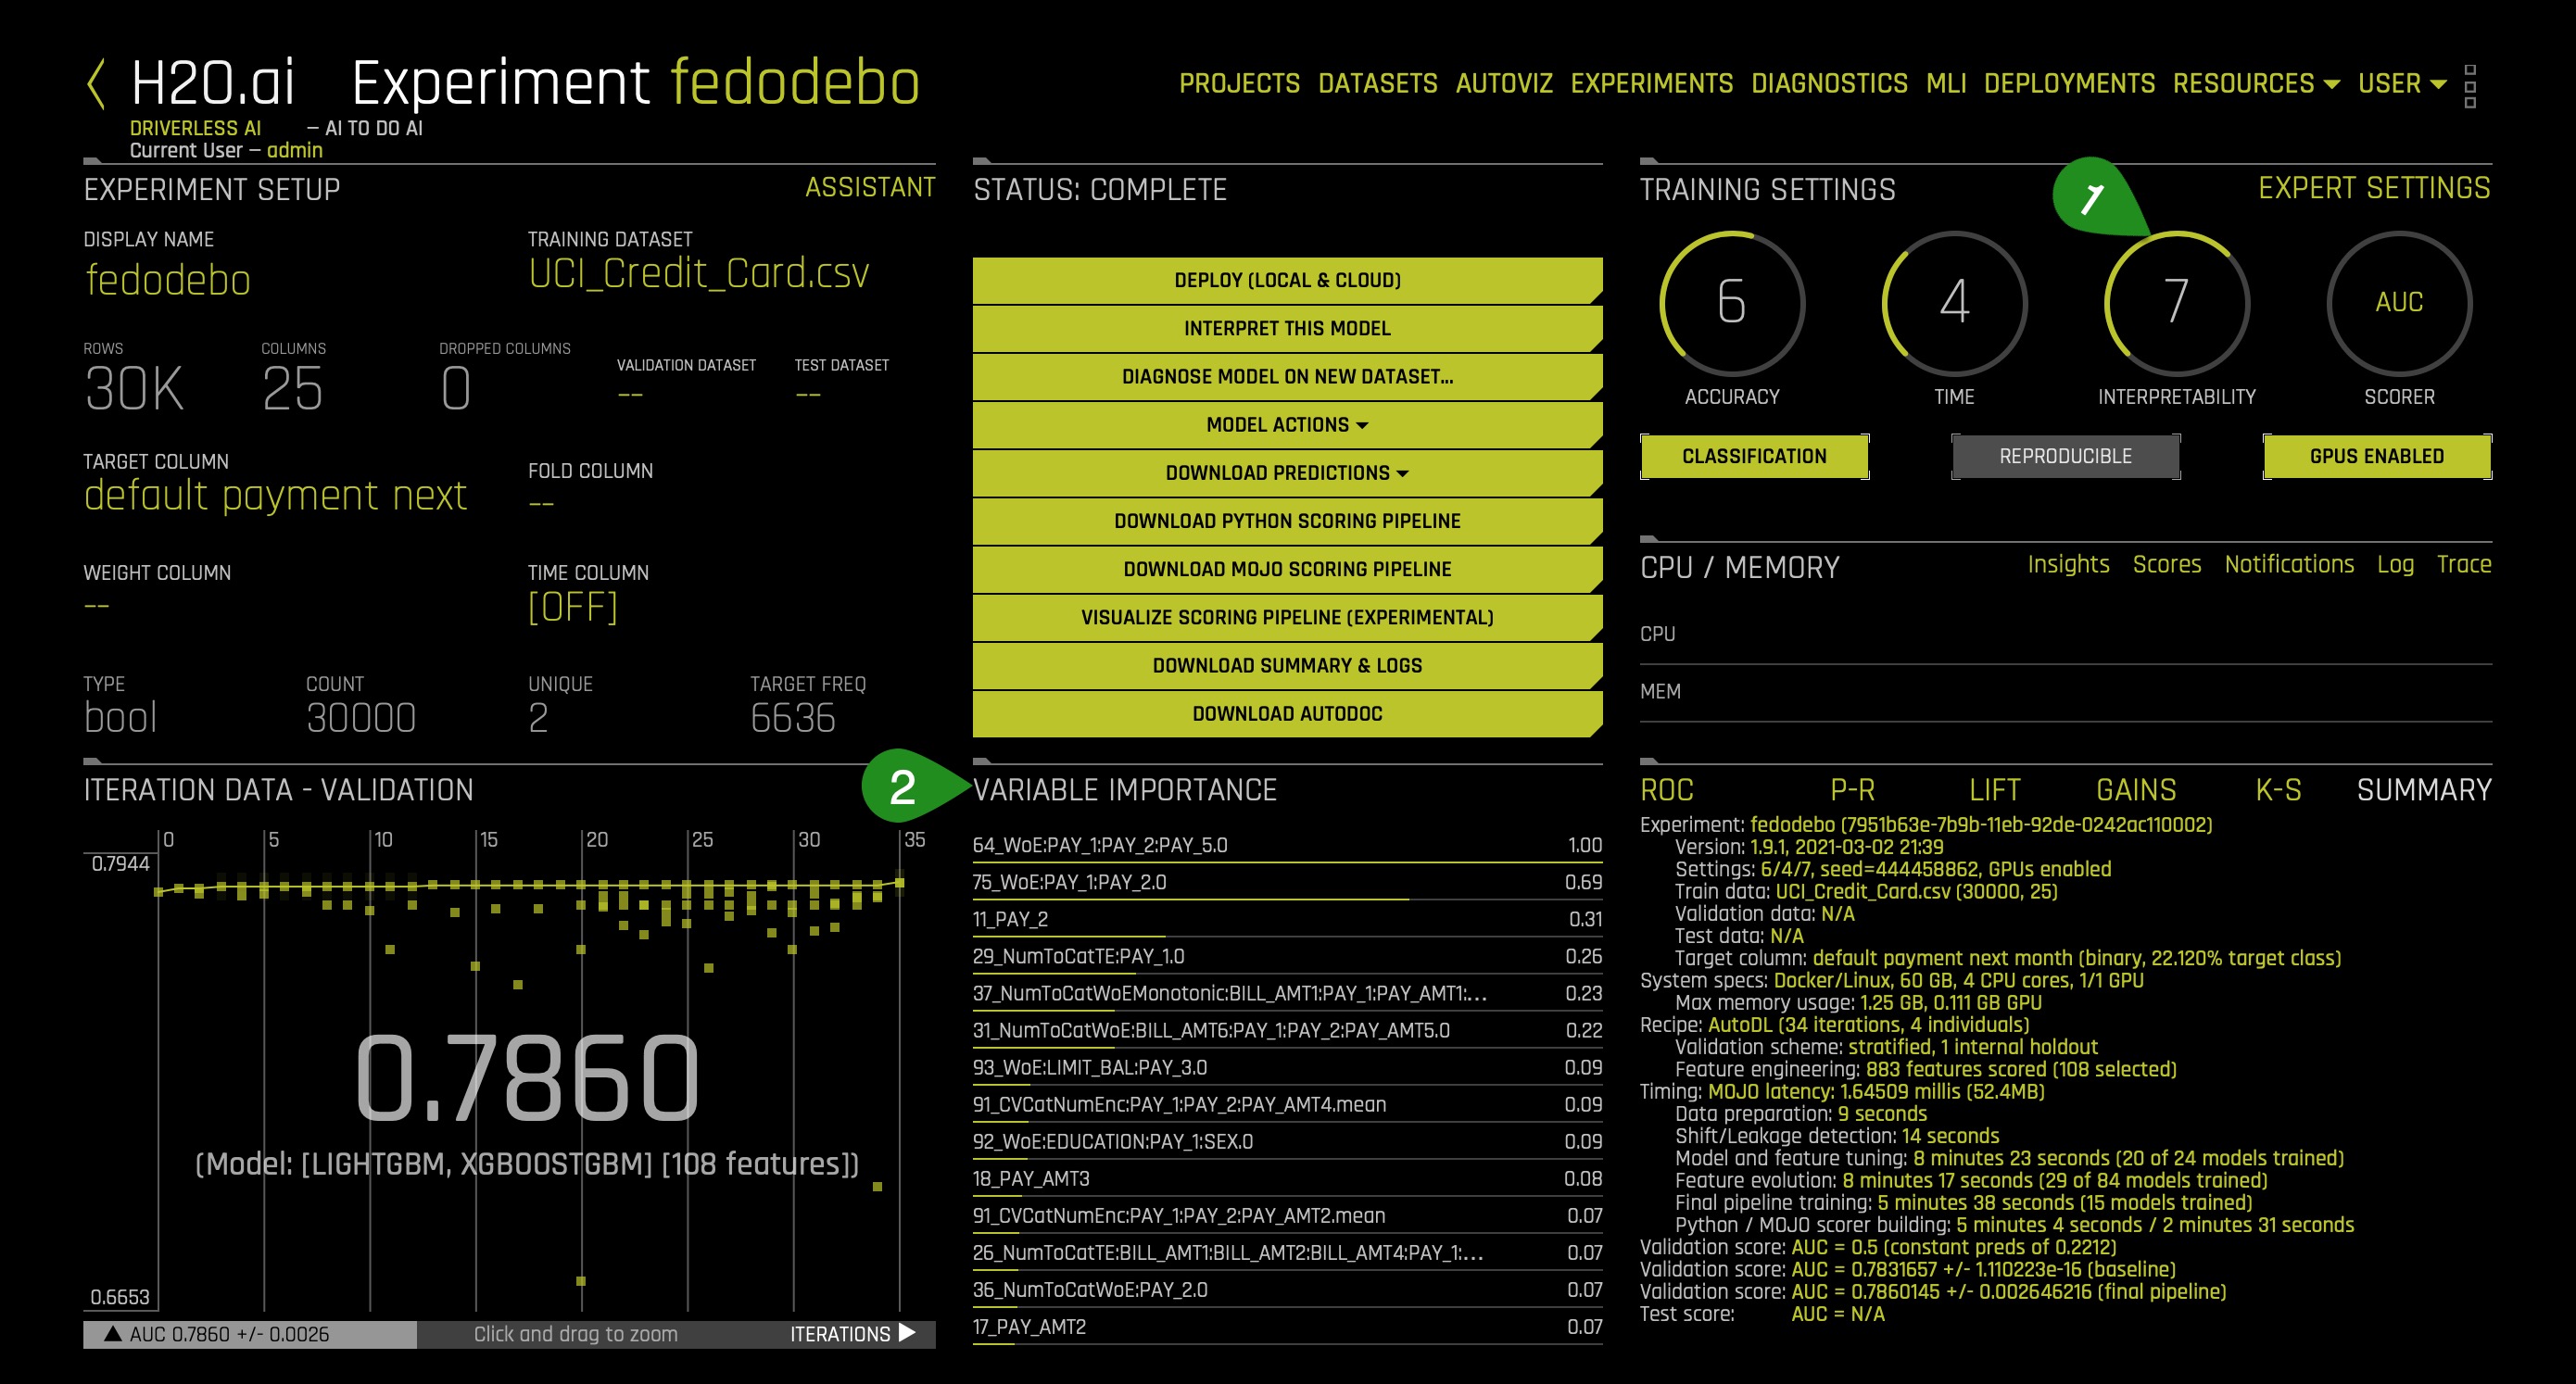 H2O.ai Experiment fedodebo
DRIVERLESS AI — AI TO DO AI
Current User — admin
PROJECTS DATASETS AUTOVIZ EXPERIMENTS DIAGNOSTICS MLI DEPLOYMENTS RESOURCES USER
EXPERIMENT SETUP
ASSISTANT
DISPLAY NAME
fedodebo
TRAINING DATASET
UCI_Credit_Card.csv
ROWS
30K
COLUMNS
25
DROPPED COLUMNS
0
VALIDATION DATASET
--
TEST DATASET
--
TARGET COLUMN
default payment next
FOLD COLUMN
--
WEIGHT COLUMN
--
TIME COLUMN
[OFF]
TYPE
bool
COUNT
30000
UNIQUE
2
TARGET FREQ
6636
STATUS: COMPLETE
DEPLOY (LOCAL & CLOUD)
INTERPRET THIS MODEL
DIAGNOSE MODEL ON NEW DATASET...
MODEL ACTIONS
DOWNLOAD PREDICTIONS
DOWNLOAD PYTHON SCORING PIPELINE
DOWNLOAD MOJO SCORING PIPELINE
VISUALIZE SCORING PIPELINE (EXPERIMENTAL)
DOWNLOAD SUMMARY & LOGS
DOWNLOAD AUTODOC
TRAINING SETTINGS
1
EXPERT SETTINGS
6
ACCURACY
4
TIME
7
INTERPRETABILITY
AUC
SCORER
CLASSIFICATION
REPRODUCIBLE
GPUS ENABLED
CPU / MEMORY
Insights Scores Notifications Log Trace
CPU
MEM
ITERATION DATA - VALIDATION
0 5 10 15 20 25 30 35
0.7944
0.7860
(Model: [LIGHTGBM, XGBOOSTGBM] [108 features])
0.6653
AUC 0.7860 +/- 0.0026
Click and drag to zoom
ITERATIONS
2
VARIABLE IMPORTANCE
64_WoE:PAY_1:PAY_2:PAY_5.0 1.00
75_WoE:PAY_1:PAY_2.0 0.69
11_PAY_2 0.31
29_NumToCatTE:PAY_1.0 0.26
37_NumToCatWoEMonotonic:BILL_AMT1:PAY_1:PAY_AMT1:... 0.23
31_NumToCatWoE:BILL_AMT6:PAY_1:PAY_2:PAY_AMT5.0 0.22
93_WoE:LIMIT_BAL:PAY_3.0 0.09
91_CVCatNumEnc:PAY_1:PAY_2:PAY_AMT4.mean 0.09
92_WoE:EDUCATION:PAY_1:SEX.0 0.09
18_PAY_AMT3 0.08
91_CVCatNumEnc:PAY_1:PAY_2:PAY_AMT2.mean 0.07
26_NumToCatTE:BILL_AMT1:BILL_AMT2:BILL_AMT4:PAY_1:... 0.07
36_NumToCatWoE:PAY_2.0 0.07
17_PAY_AMT2 0.07
ROC P-R LIFT GAINS K-S SUMMARY
Experiment: fedodebo (7951b63e-7b9b-11eb-92de-0242ac110002)
Version: 1.9.1, 2021-03-02 21:39
Settings: 6/4/7, seed=444458862, GPUs enabled
Train data: UCI_Credit_Card.csv (30000, 25)
Validation data: N/A
Test data: N/A
Target column: default payment next month (binary, 22.120% target class)
System specs: Docker/Linux, 60 GB, 4 CPU cores, 1/1 GPU
Max memory usage: 1.25 GB, 0.111 GB GPU
Recipe: AutoDL (34 iterations, 4 individuals)
Validation scheme: stratified, 1 internal holdout
Feature engineering: 883 features scored (108 selected)
Timing: MOJO latency: 1.64509 millis (52.4MB)
Data preparation: 9 seconds
Shift/Leakage detection: 14 seconds
Model and feature tuning: 8 minutes 23 seconds (20 of 24 models trained)
Feature evolution: 8 minutes 17 seconds (29 of 84 models trained)
Final pipeline training: 5 minutes 38 seconds (15 models trained)
Python / MOJO scorer building: 5 minutes 4 seconds / 2 minutes 31 seconds
Validation score: AUC = 0.5 (constant preds of 0.2212)
Validation score: AUC = 0.7831657 +/- 1.110223e-16 (baseline)
Validation score: AUC = 0.7860145 +/- 0.002646216 (final pipeline)
Test score: AUC = N/A